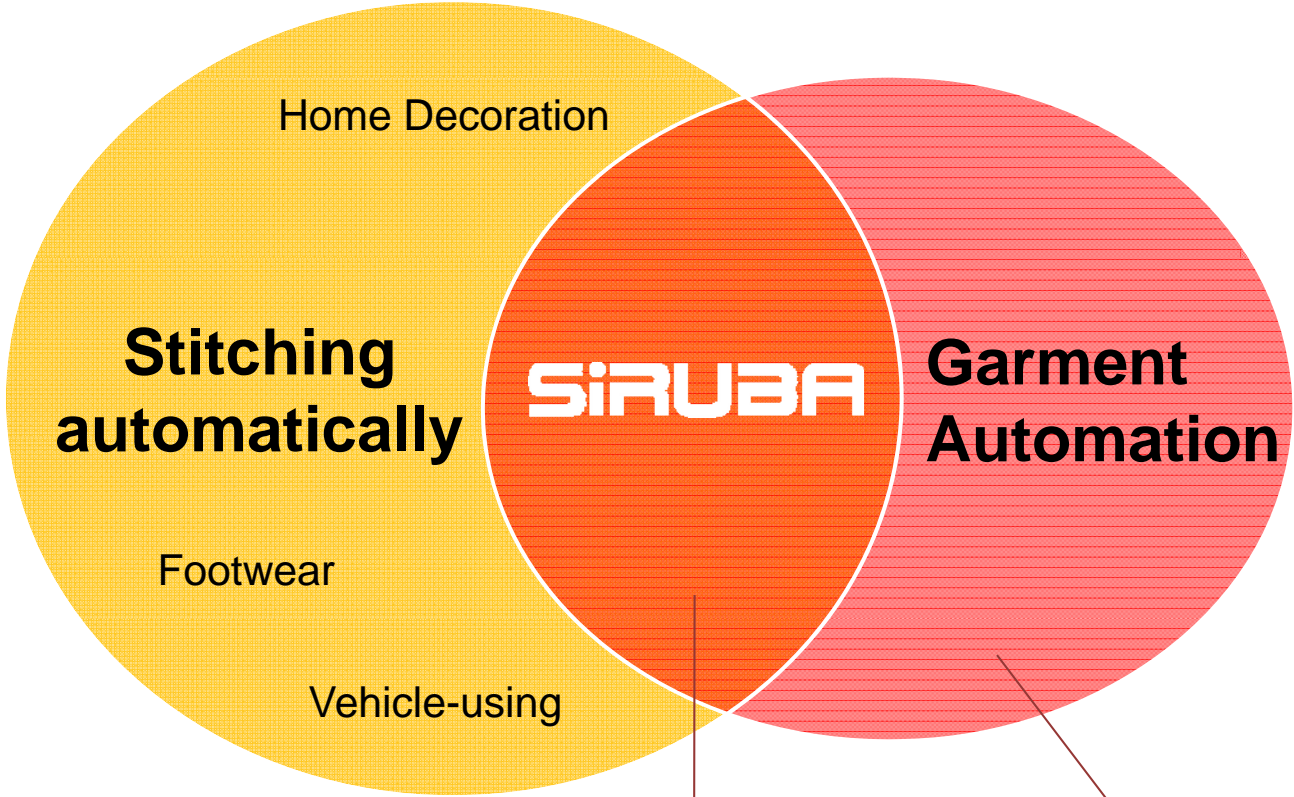 Home Decoration
Stitching
automatically
SiRUBA
Garment
Automation
Footwear
Vehicle-using